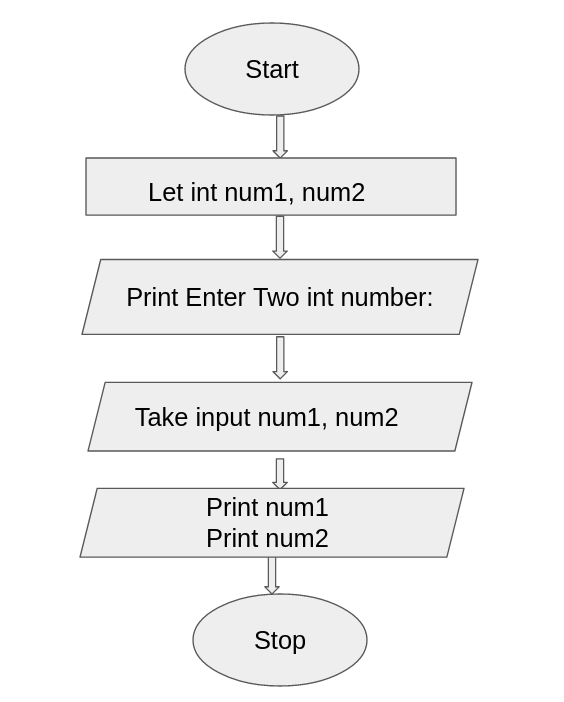 Start
Let int num1, num2
Print Enter Two int number:
Take input num1, num2
Print num1
Print num2
Stop